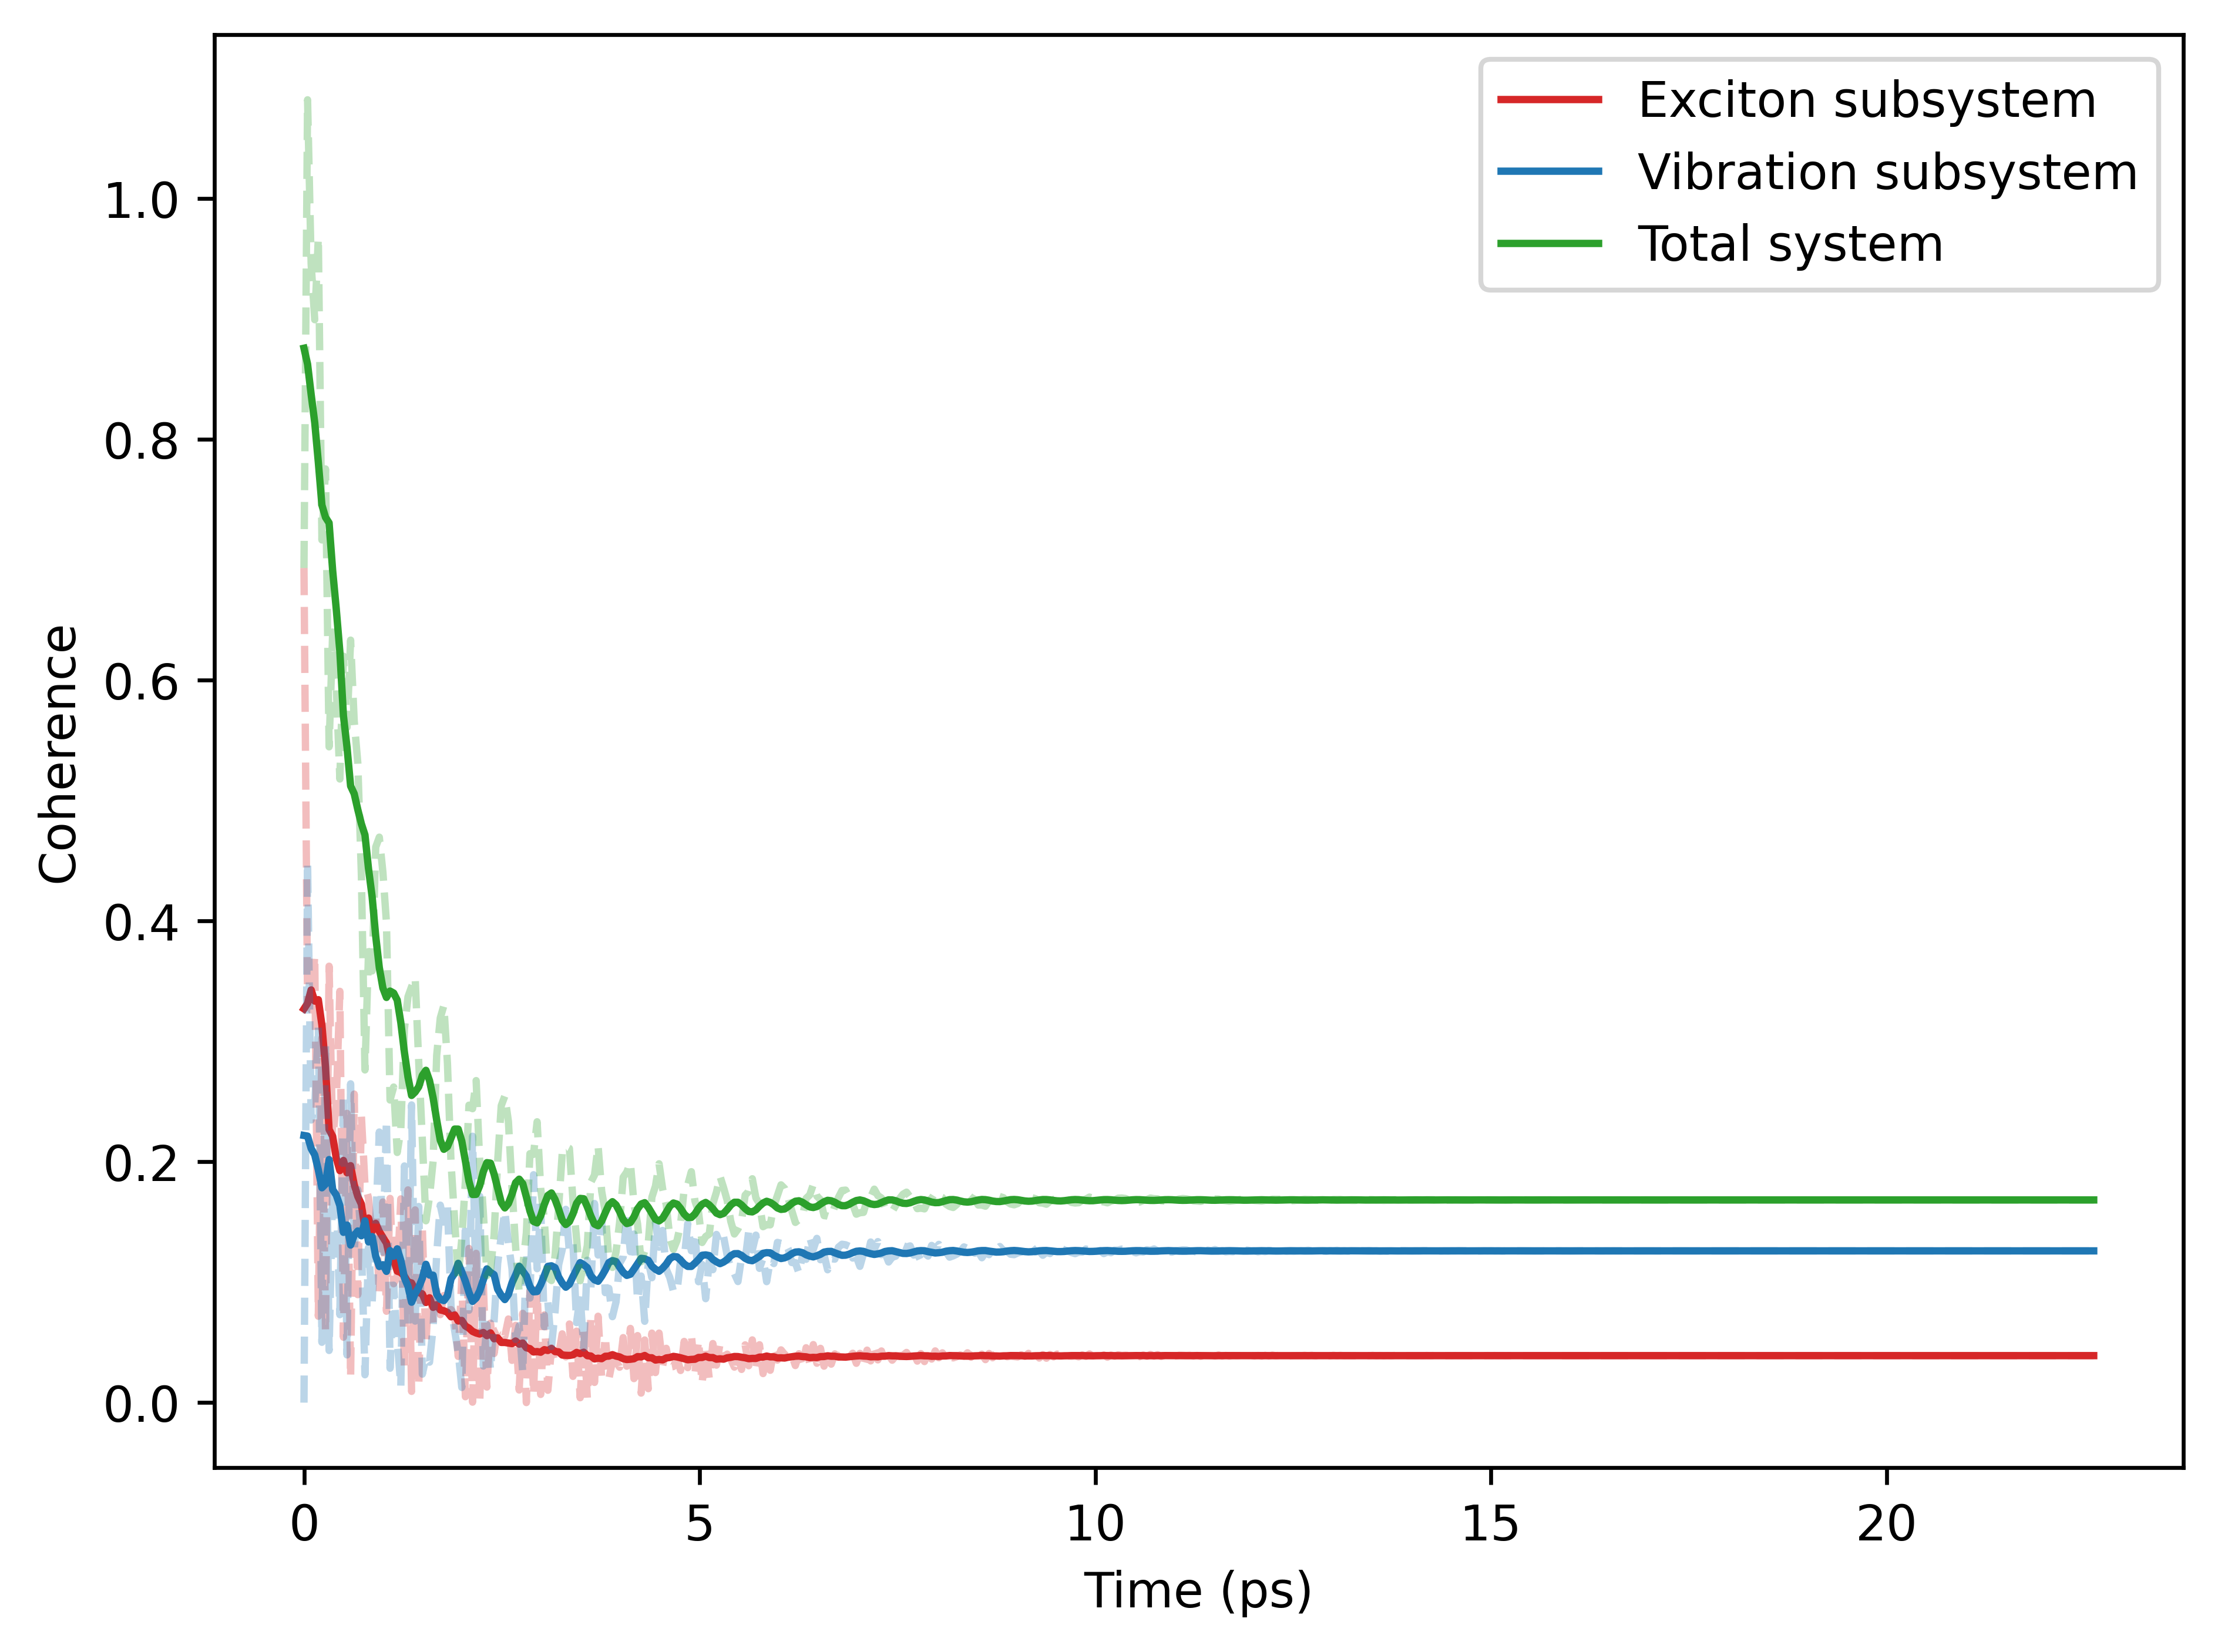 Exciton subsystem
Vibration subsystem
Total system
1.0
0.8
0.6
0.4
0.2
0.0
Coherence
0
5
10
15
20
Time (ps)